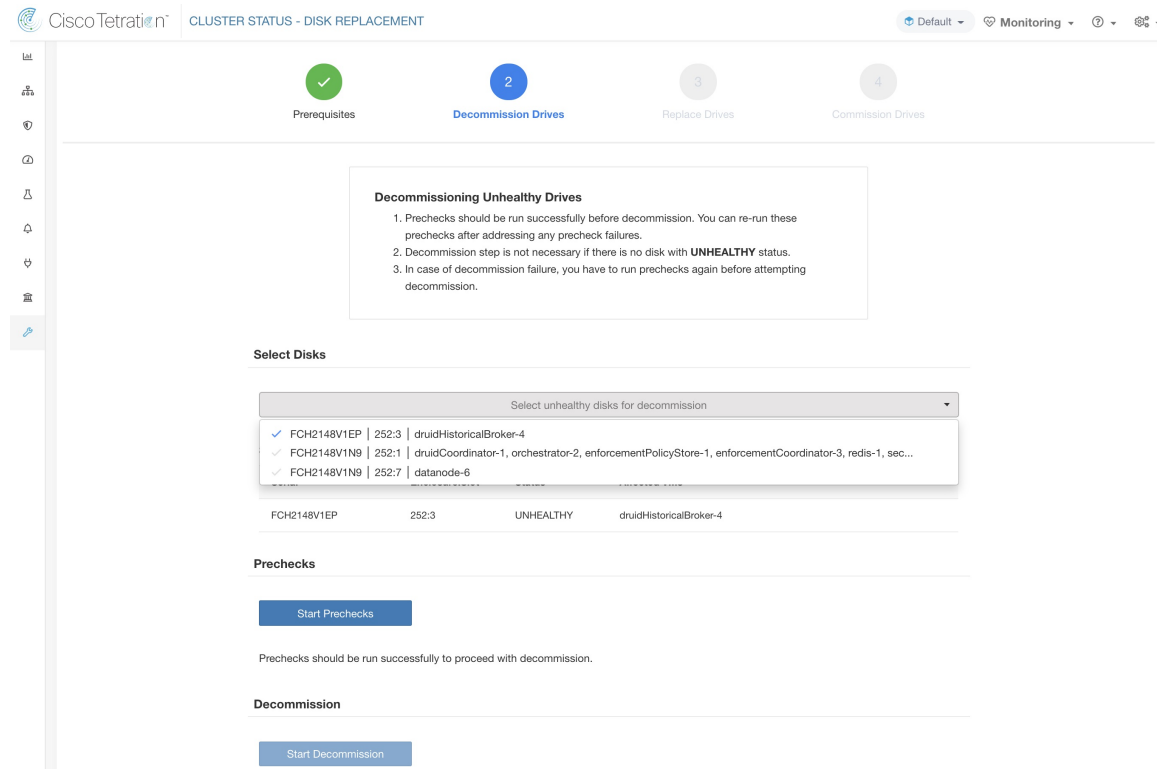 Cisco Tetration™
CLUSTER STATUS - DISK REPLACEMENT
Default
Monitoring
2
3
4
Prerequisites
Decommission Drives
Replace Drives
Commission Drives
Decommissioning Unhealthy Drives
1. Prechecks should be run successfully before decommission. You can re-run these
prechecks after addressing any precheck failures.
2. Decommission step is not necessary if there is no disk with UNHEALTHY status.
3. In case of decommission failure, you have to run prechecks again before attempting
decommission.
Select Disks
Select unhealthy disks for decommission
FCH2148V1EP | 252:3 | druidHistoricalBroker-4
FCH2148V1N9 | 252:1 | druidCoordinator-1, orchestrator-2, enforcementPolicyStore-1, enforcementCoordinator-3, redis-1, sec...
FCH2148V1N9 | 252:7 | datanode-6
FCH2148V1EP 252:3 UNHEALTHY druidHistoricalBroker-4
Prechecks
Start Prechecks
Prechecks should be run successfully to proceed with decommission.
Decommission
Start Decommission